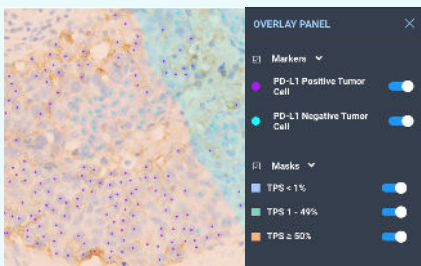 OVERLAY PANEL
Markers
PD-L1 Positive Tumor
Cell
PD-L1 Negative Tumor
Cell
Masks
TPS < 1%
TPS 1 - 49%
TPS ≥ 50%